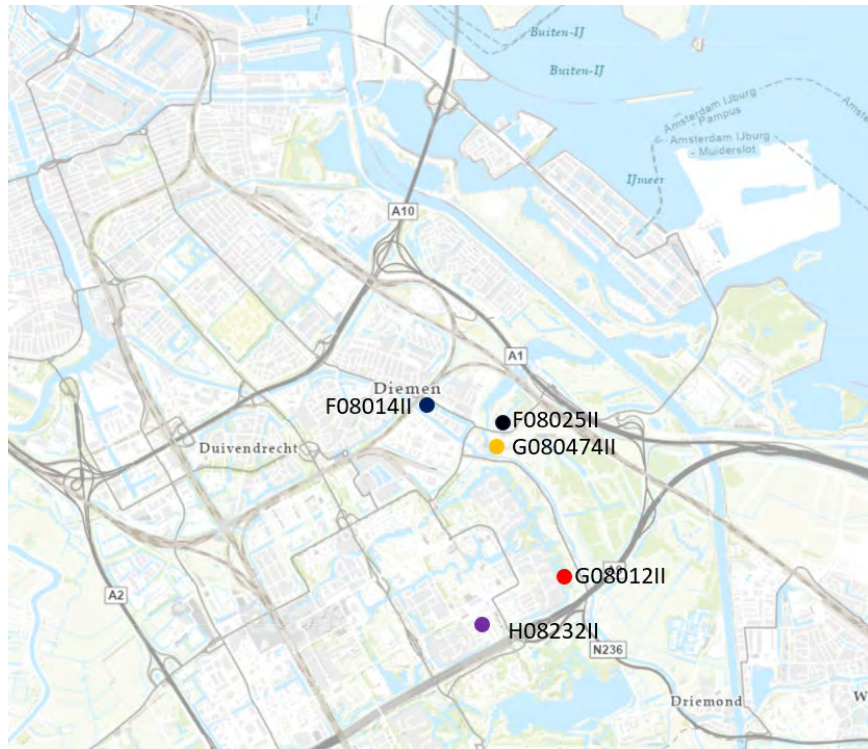 Buiten-IJ
Buiten-IJ
Amsterdam IJburg
- Pampus
Amsterdam IJburg
- Muiderslot
IJmeer
A10
A1
Diemen
F08014II
F08025II
G080474II
Duivendrecht
G08012II
A2
H08232II
N236
Driemond
W